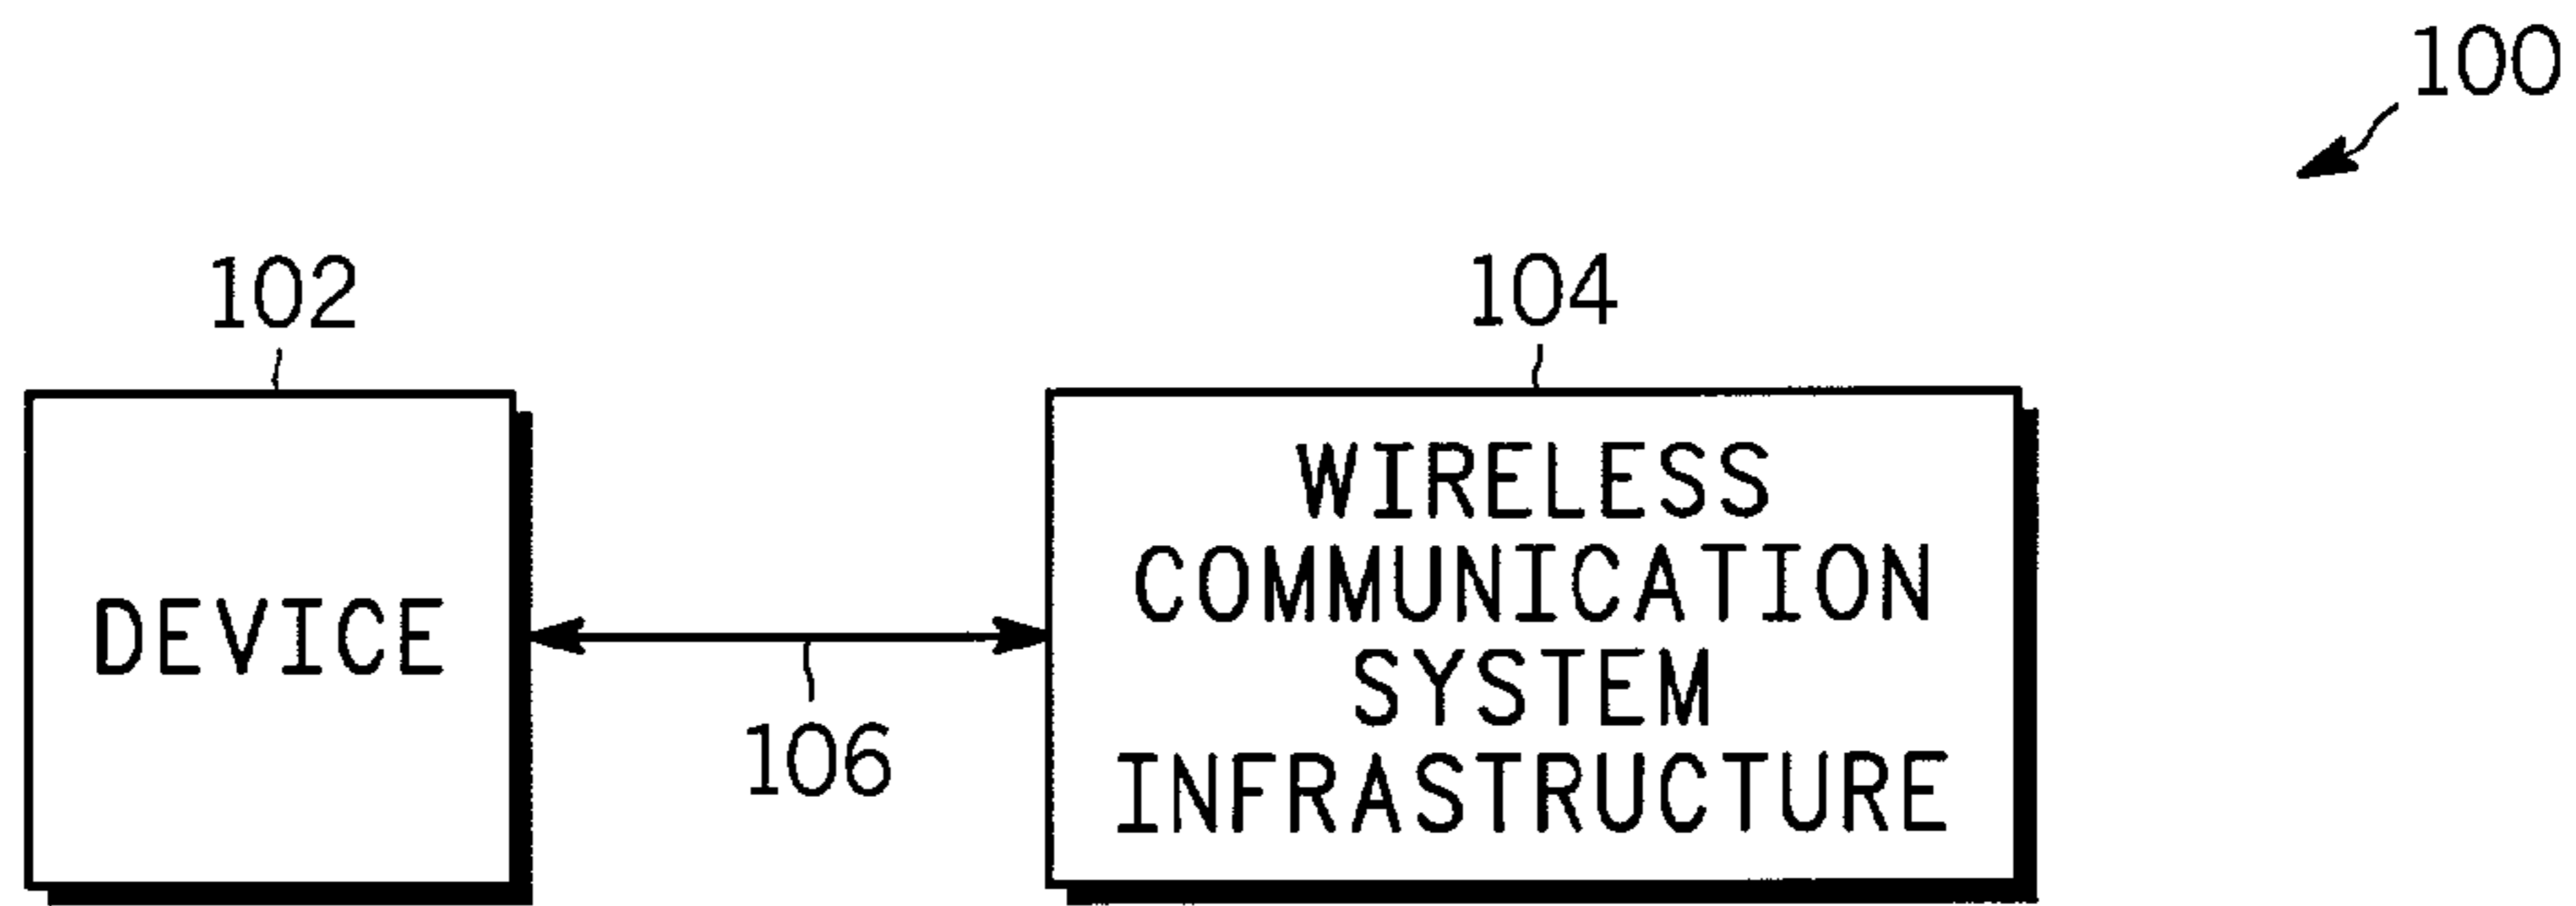 100
102
104
DEVICE
106
WIRELESS
COMMUNICATION
SYSTEM
INFRASTRUCTURE